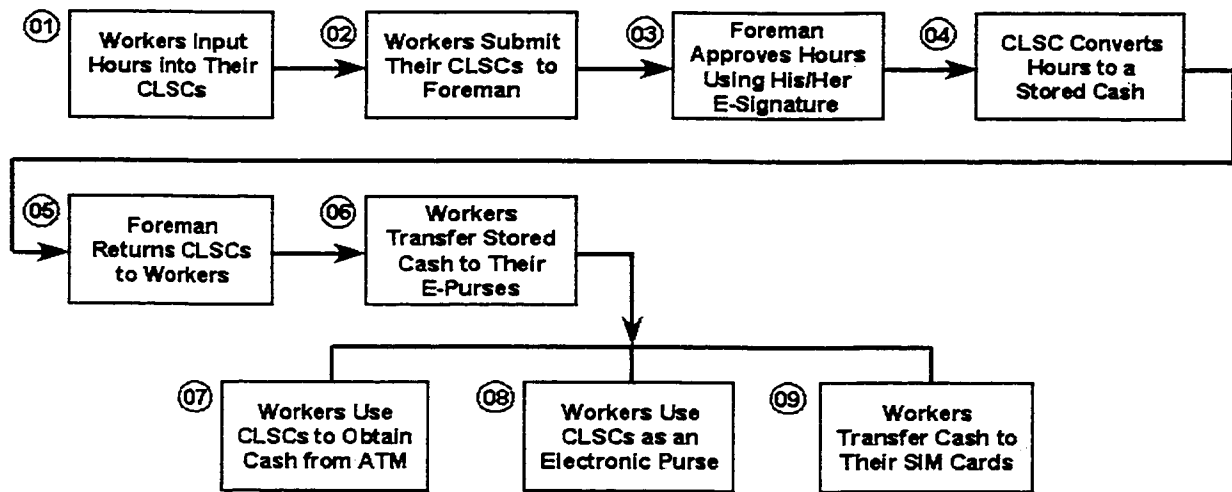 01
Workers Input
Hours into Their
CLSCs
02
Workers Submit
Their CLSCs to
Foreman
03
Foreman
Approves Hours
Using His/Her
E-Signature
04
CLSC Converts
Hours to a
Stored Cash
05
Foreman
Returns CLSCs
to Workers
06
Workers
Transfer Stored
Cash to Their
E-Purses
07
Workers Use
CLSCs to Obtain
Cash from ATM
08
Workers Use
CLSCs as an
Electronic Purse
09
Workers
Transfer Cash to
Their SIM Cards